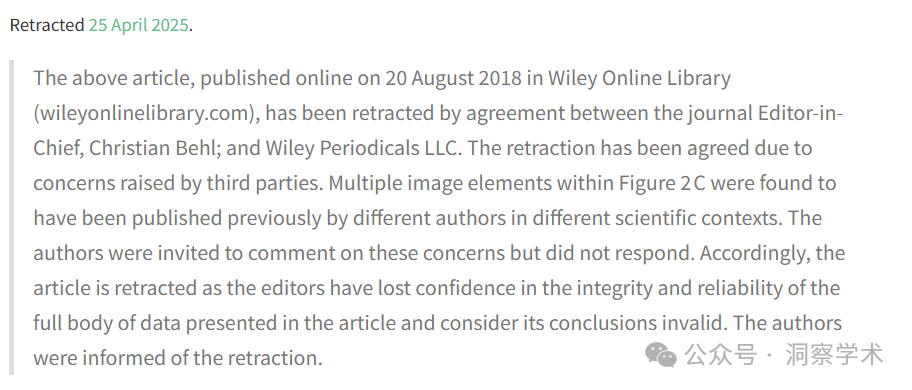 Retracted 25 April 2025.
The above article, published online on 20 August 2018 in Wiley Online Library
(wileyonlinelibrary.com), has been retracted by agreement between the journal Editor-in-
Chief, Christian Behl; and Wiley Periodicals LLC. The retraction has been agreed due to
concerns raised by third parties. Multiple image elements within Figure 2 C were found to
have been published previously by different authors in different scientific contexts. The
authors were invited to comment on these concerns but did not respond. Accordingly, the
article is retracted as the editors have lost confidence in the integrity and reliability of the
full body of data presented in the article and consider its conclusions invalid. The authors
were informed of the retraction.
公众号 · 洞察学术